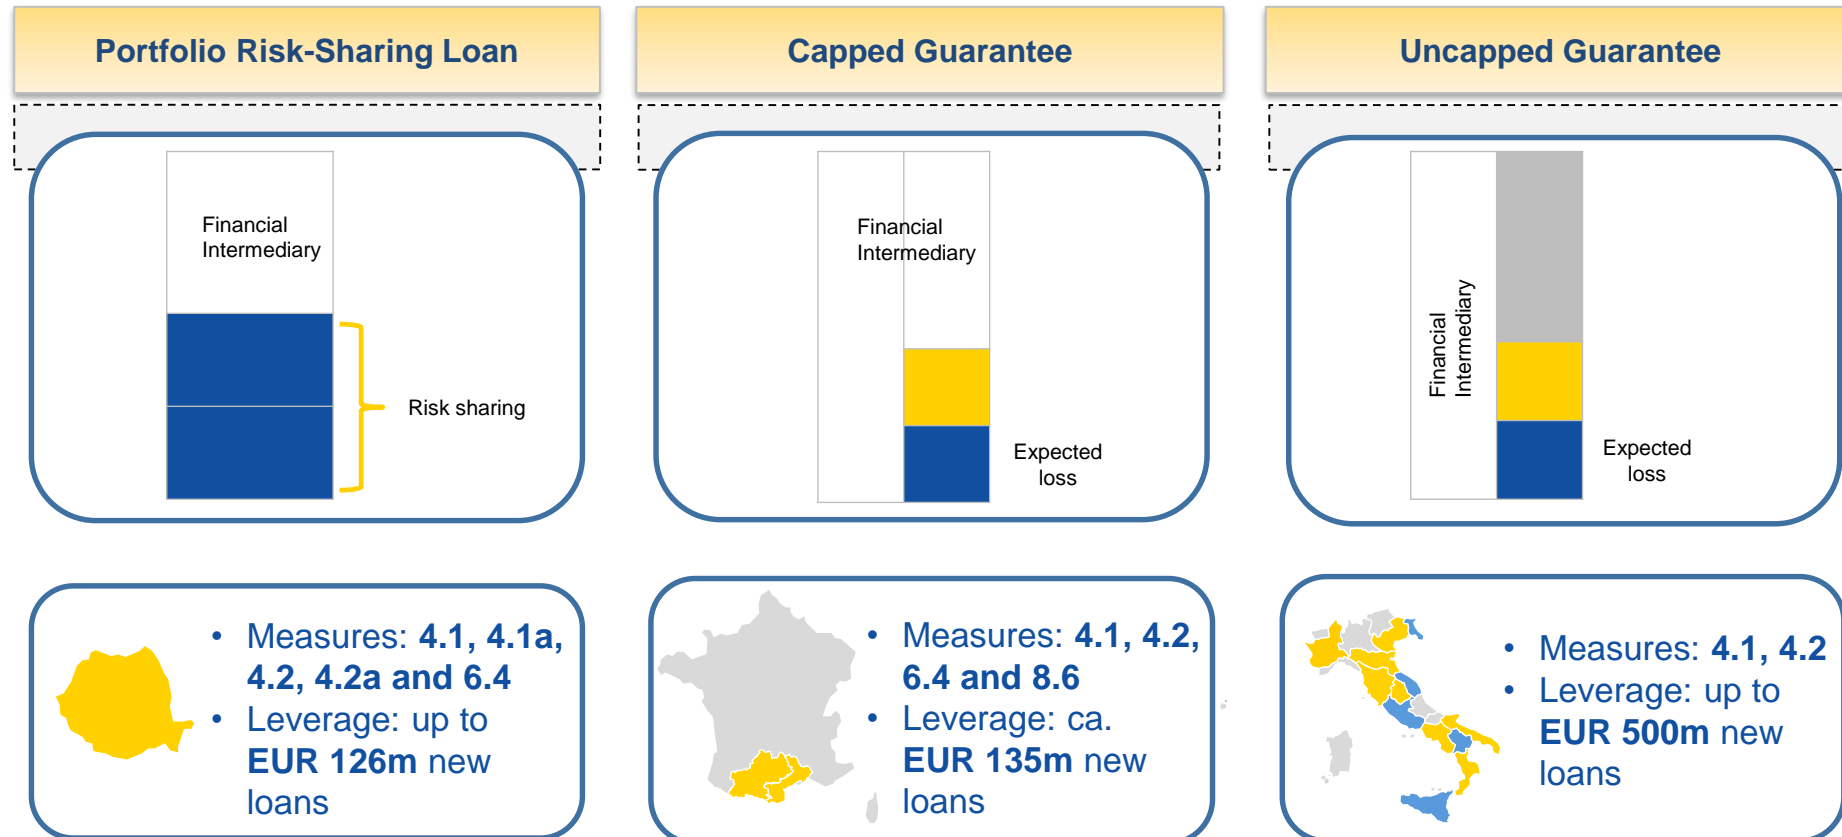 Portfolio Risk-Sharing Loan
Financial
Intermediary
Risk sharing
• Measures: 4.1, 4.1a,
4.2, 4.2a and 6.4
• Leverage: up to
EUR 126m new
loans
Capped Guarantee
Financial
Intermediary
Expected
loss
• Measures: 4.1, 4.2,
6.4 and 8.6
• Leverage: ca.
EUR 135m new
loans
Uncapped Guarantee
Financial
Intermediary
Expected
loss
• Measures: 4.1, 4.2
• Leverage: up to
EUR 500m new
loans